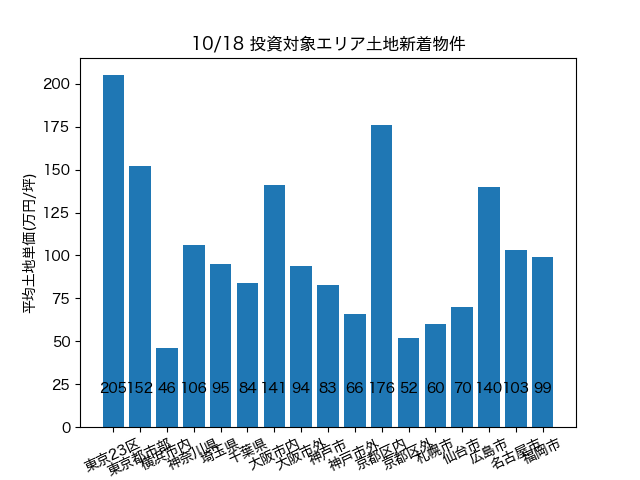 10/18 投資対象エリア土地新着物件
平均土地単価(万円/坪)
200
175
150
125
100
75
50
25
0
205 152 46 106 95 84 141 94 83 66 176 52 60 70 140 103 99
東京23区 東京都市部 横浜市内 神奈川県 埼玉県 千葉県 大阪市内 大阪市外 神戸市 神戸市外 京都区内 京都区外 札幌市 仙台市 広島市 名古屋市 福岡市